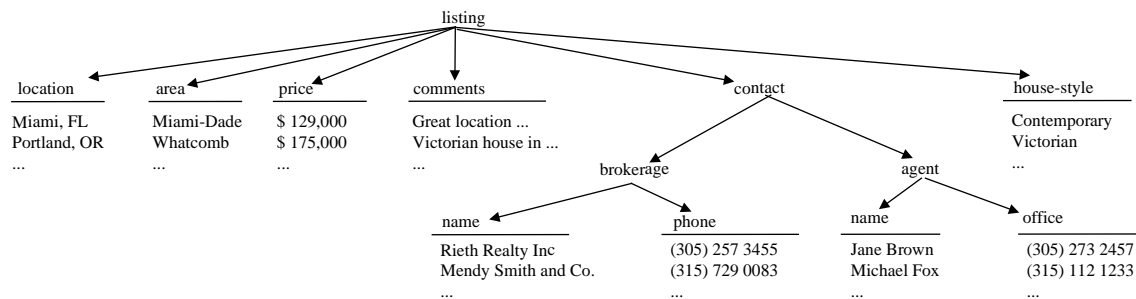 listing
location area price comments contact house-style
Miami, FL Miami-Dade $ 129,000 Great location ... Contemporary
Portland, OR Whatcomb $ 175,000 Victorian house in ... Victorian
... ... ... ... ...
brokerage agent
name phone name office
Rieth Realty Inc (305) 257 3455 Jane Brown (305) 273 2457
Mendy Smith and Co. (315) 729 0083 Michael Fox (315) 112 1233
... ... ... ...